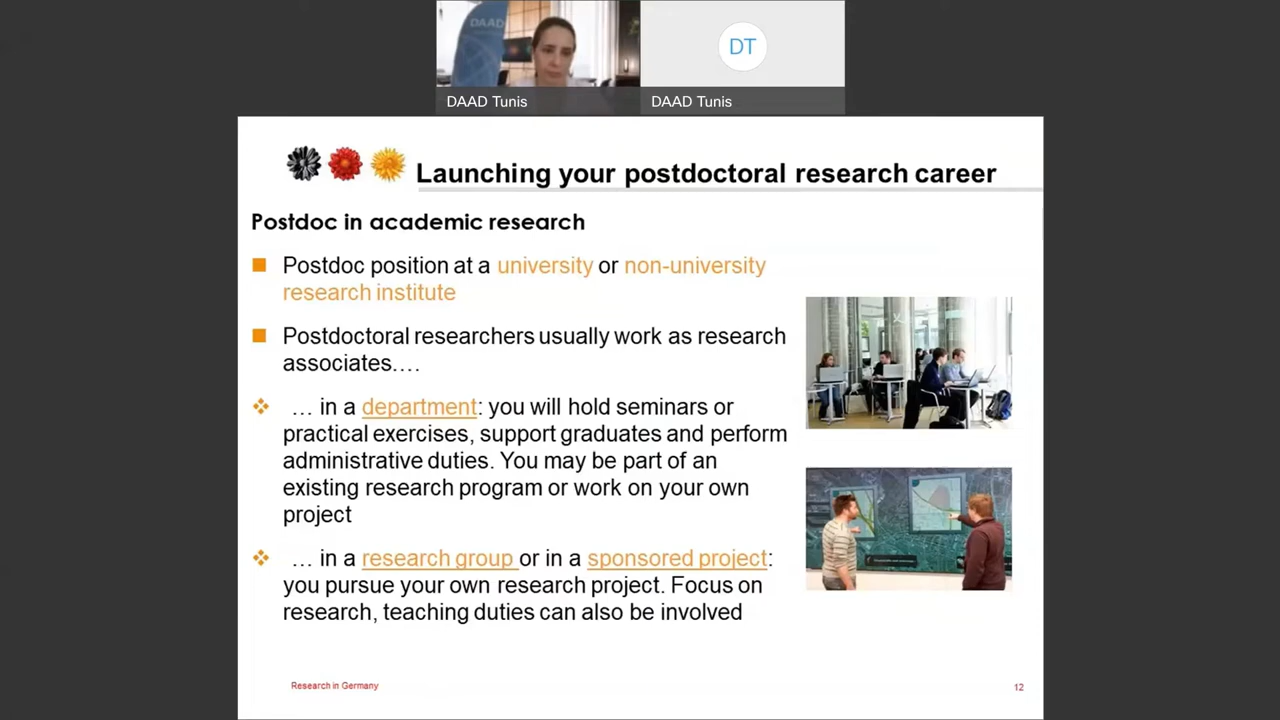 DAAD
DT
DAAD Tunis
DAAD Tunis
Launching your postdoctoral research career
Postdoc in academic research
Postdoc position at a university or non-university
research institute
Postdoctoral researchers usually work as research
associates....
... in a department: you will hold seminars or
practical exercises, support graduates and perform
administrative duties. You may be part of an
existing research program or work on your own
project
... in a research group or in a sponsored project:
you pursue your own research project. Focus on
research, teaching duties can also be involved
Research in Germany
12